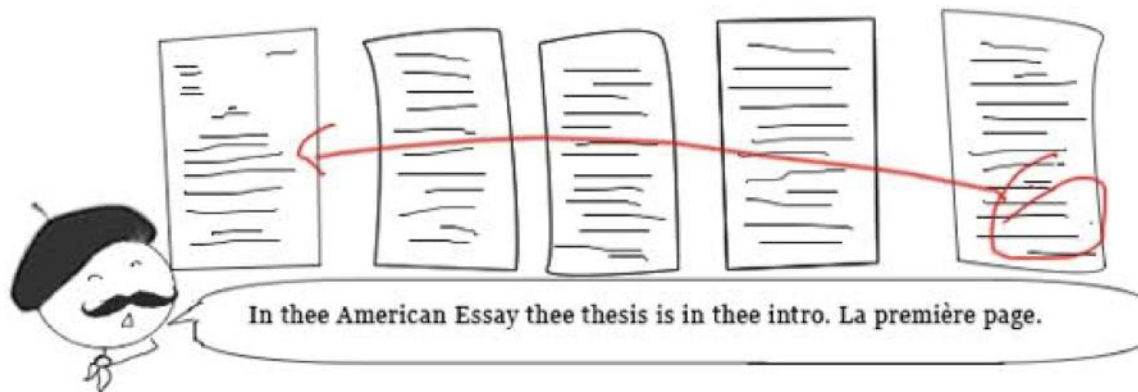 In thee American Essay thee thesis is in thee intro. La première page.